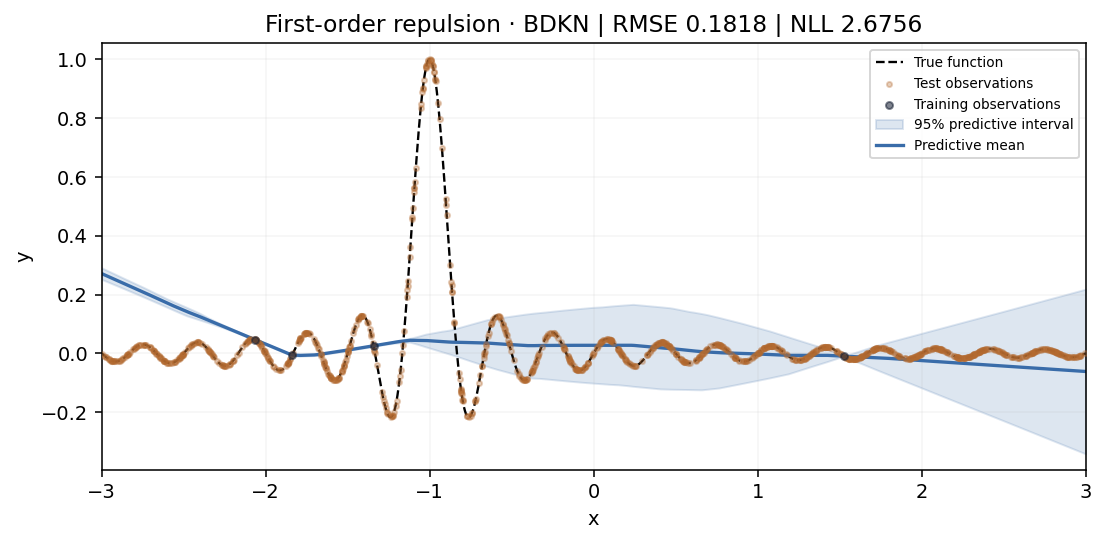 First-order repulsion · BDKN | RMSE 0.1818 | NLL 2.6756
True function
Test observations
Training observations
95% predictive interval
Predictive mean
y
1.0
0.8
0.6
0.4
0.2
0.0
−0.2
−3 −2 −1 0 1 2 3
x